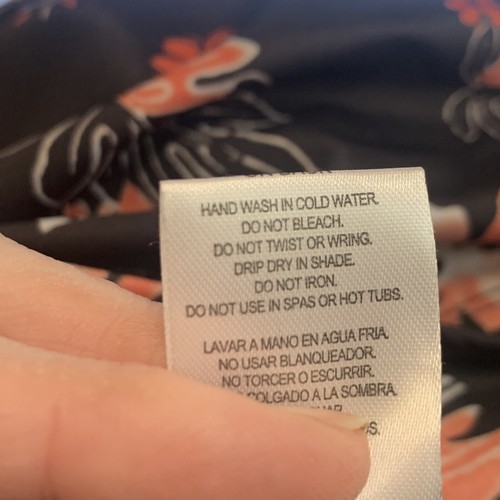 HAND WASH IN COLD WATER.
DO NOT BLEACH.
DO NOT TWIST OR WRING.
DRIP DRY IN SHADE.
DO NOT IRON.
DO NOT USE IN SPAS OR HOT TUBS.
LAVAR A MANO EN AGUA FRIA.
NO USAR BLANQUEADOR.
NO TORCER O ESCURRIR.
COLGADO A LA SOMBRA.